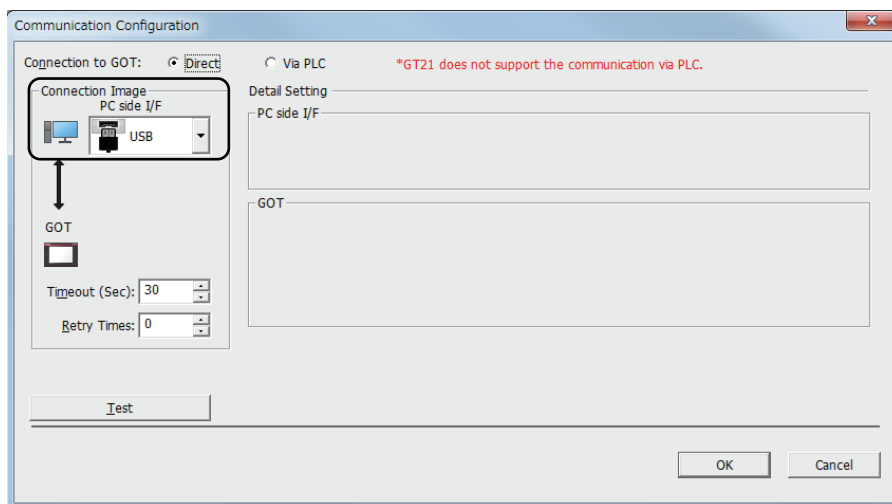 Communication Configuration
Connection to GOT: Direct Via PLC *GT21 does not support the communication via PLC.
Connection Image
PC side I/F
USB
GOT
Timeout (Sec): 30
Retry Times: 0
Detail Setting
PC side I/F
GOT
Test
OK Cancel